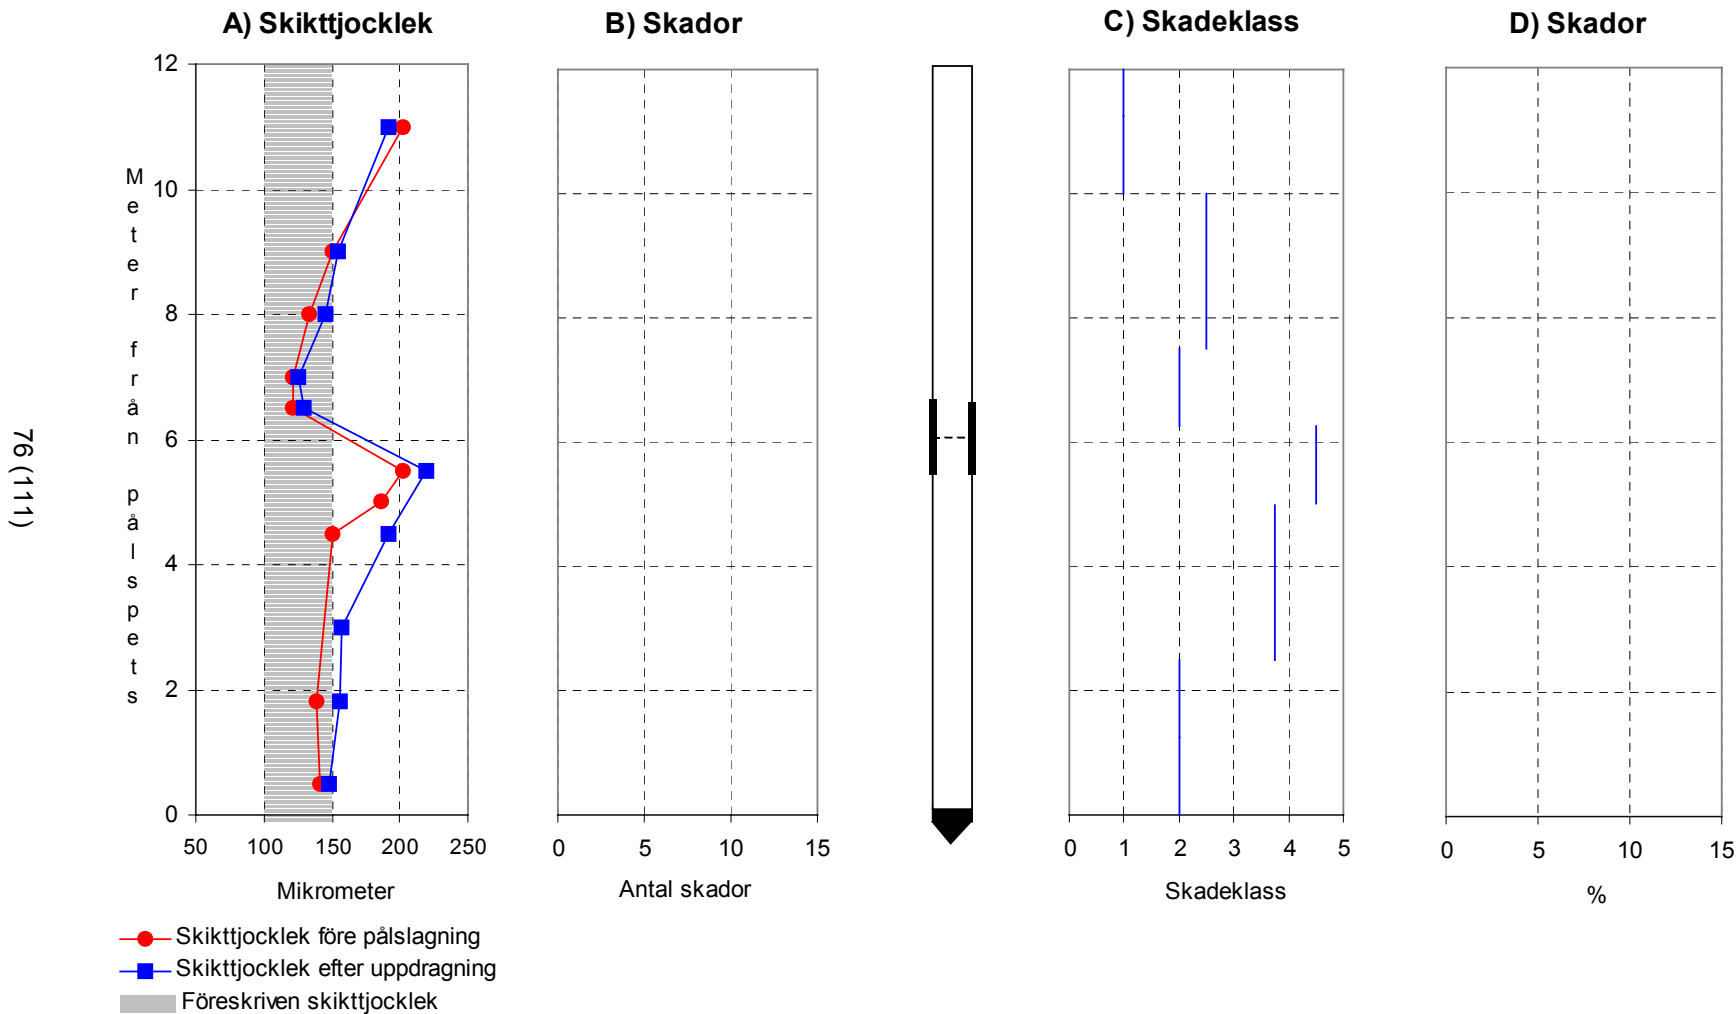 A) Skikttjocklek
B) Skador
C) Skadeklass
D) Skador
12
10
8
6
4
2
0
Meter från pålspets
50 100 150 200 250
0 5 10 15
0 1 2 3 4 5
0 5 10 15
Mikrometer
Antal skador
Skadeklass
%
Skikttjocklek före pålslagning
Skikttjocklek efter uppdragning
Föreskriven skikttjocklek
76 (111)